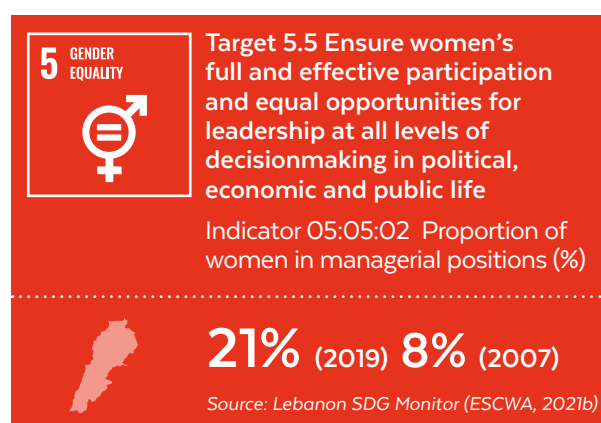 5 GENDER
EQUALITY
Target 5.5 Ensure women’s
full and effective participation
and equal opportunities for
leadership at all levels of
decisionmaking in political,
economic and public life
Indicator 05:05:02 Proportion of
women in managerial positions (%)
21% (2019) 8% (2007)
Source: Lebanon SDG Monitor (ESCWA, 2021b)